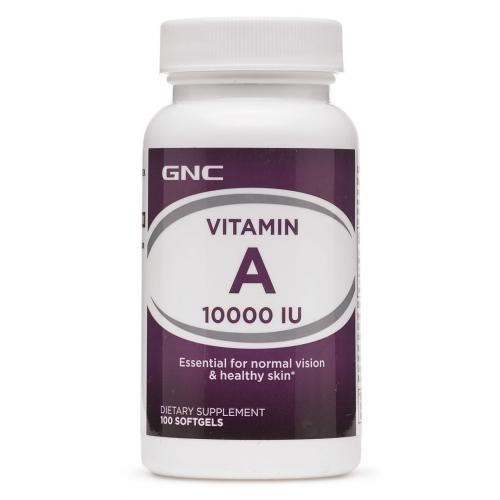 GNC
VITAMIN
A
10000 IU
Essential for normal vision
& healthy skin*
DIETARY SUPPLEMENT
100 SOFTGELS